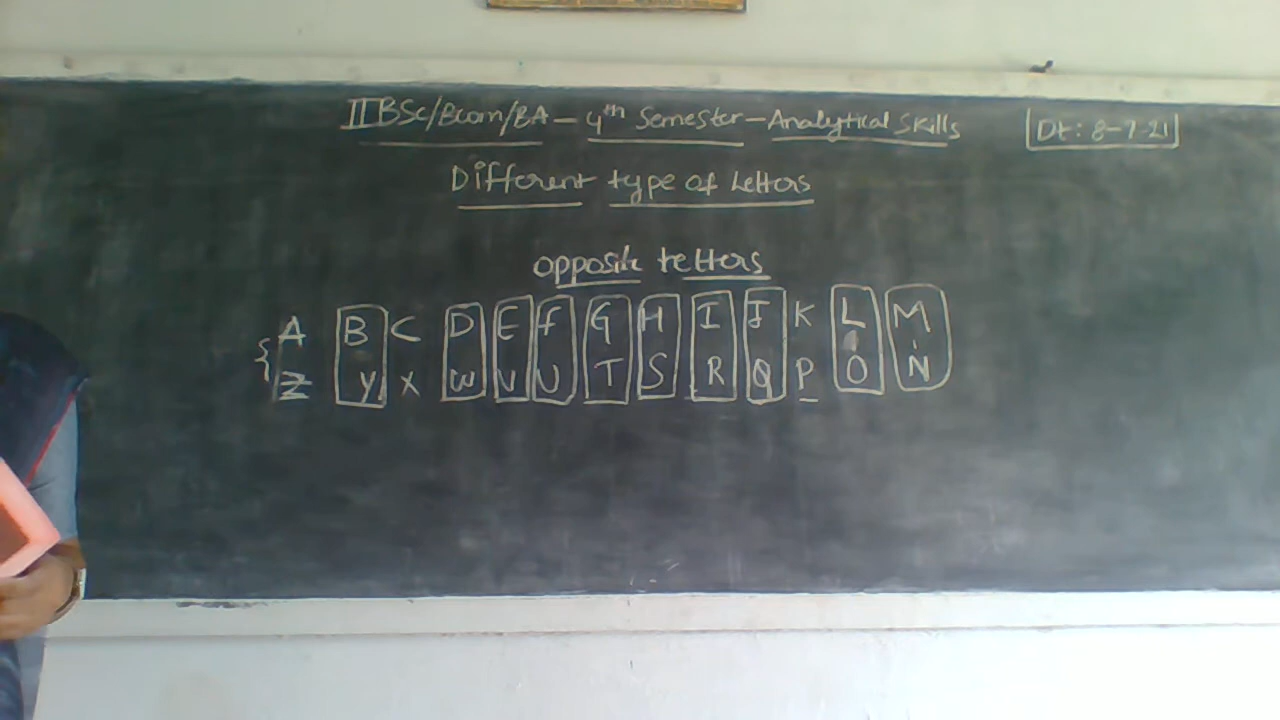 II BSc/Bcom/BA - 4th Semester - Analytical Skills
Dt: 8-7-21
Different type of Letters
opposite letters
A B C D E F G H I J K L M
Z Y X W V U T S R Q P O N